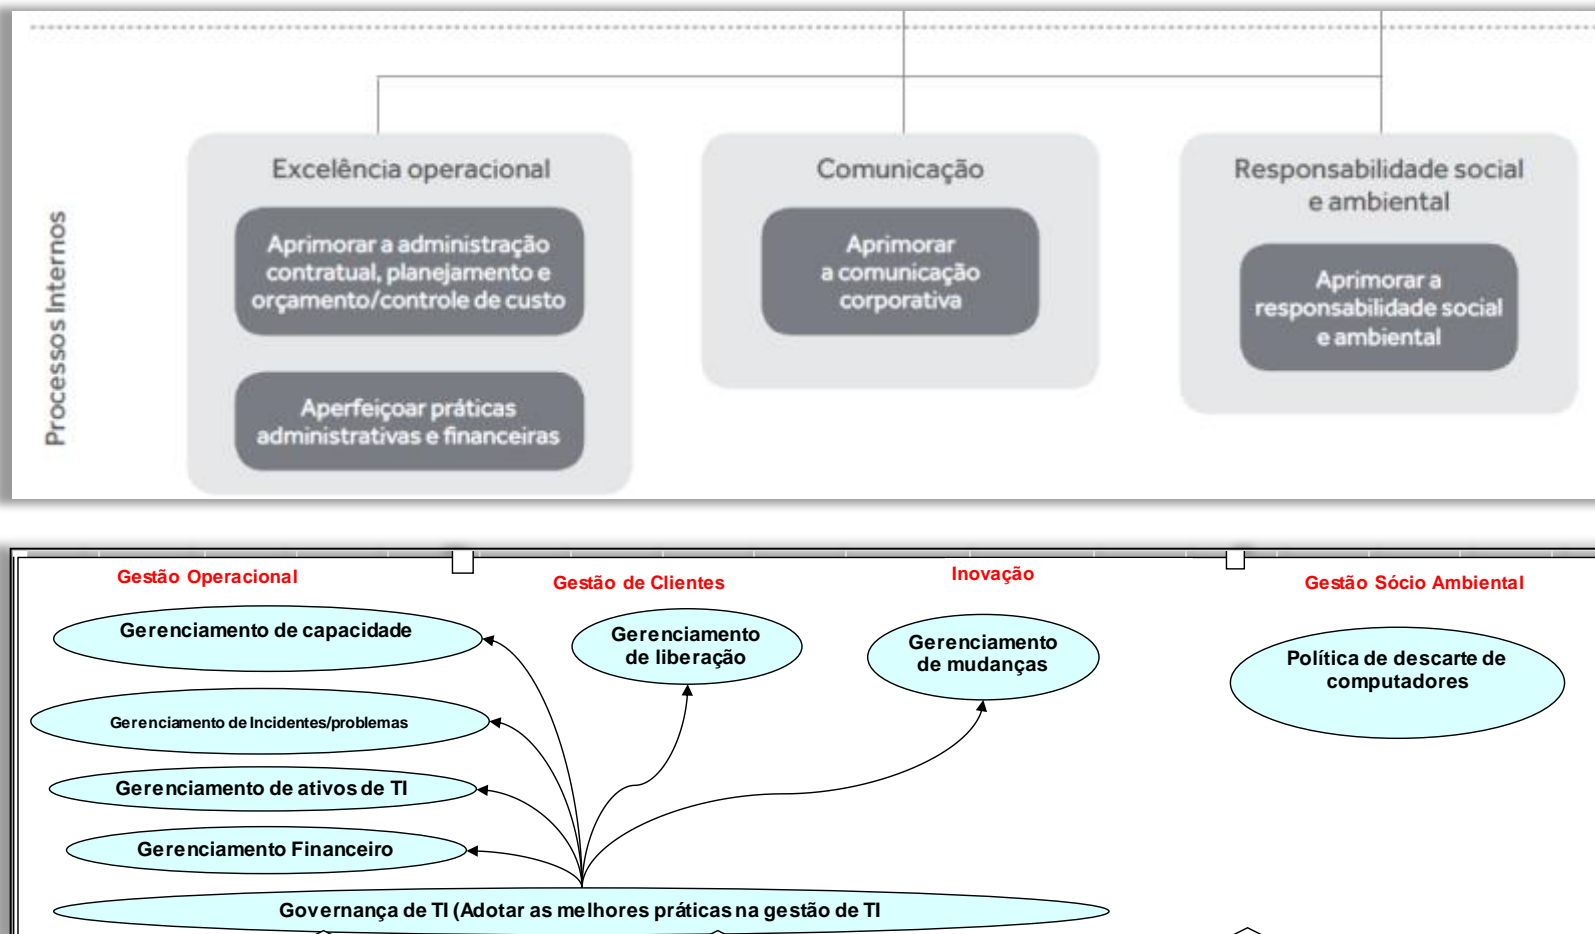 Processos Internos
Excelência operacional
Aprimorar a administração
contratual, planejamento e
orçamento/controle de custo
Aperfeiçoar práticas
administrativas e financeiras
Comunicação
Aprimorar
a comunicação
corporativa
Responsabilidade social
e ambiental
Aprimorar a
responsabilidade social
e ambiental
Gestão Operacional
Gestão de Clientes
Inovação
Gestão Sócio Ambiental
Gerenciamento de capacidade
Gerenciamento
de liberação
Gerenciamento
de mudanças
Política de descarte de
computadores
Gerenciamento de Incidentes/problemas
Gerenciamento de ativos de TI
Gerenciamento Financeiro
Governança de TI (Adotar as melhores práticas na gestão de TI